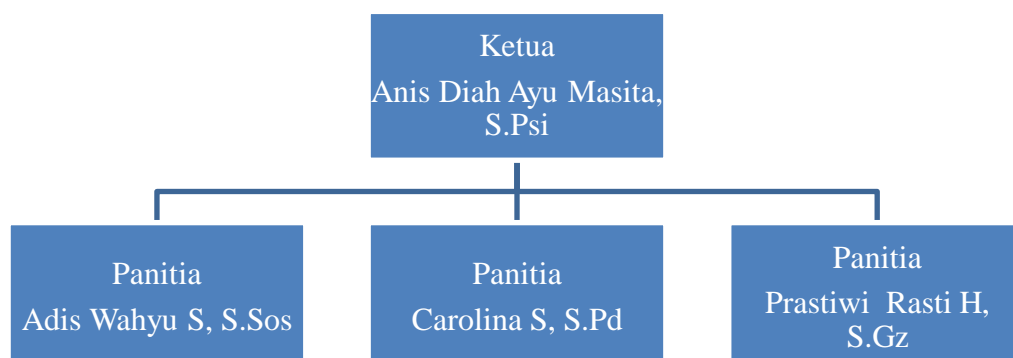 Ketua
Anis Diah Ayu Masita,
S.Psi
Panitia
Adis Wahyu S, S.Sos
Panitia
Carolina S, S.Pd
Panitia
Prastiwi Rasti H,
S.Gz